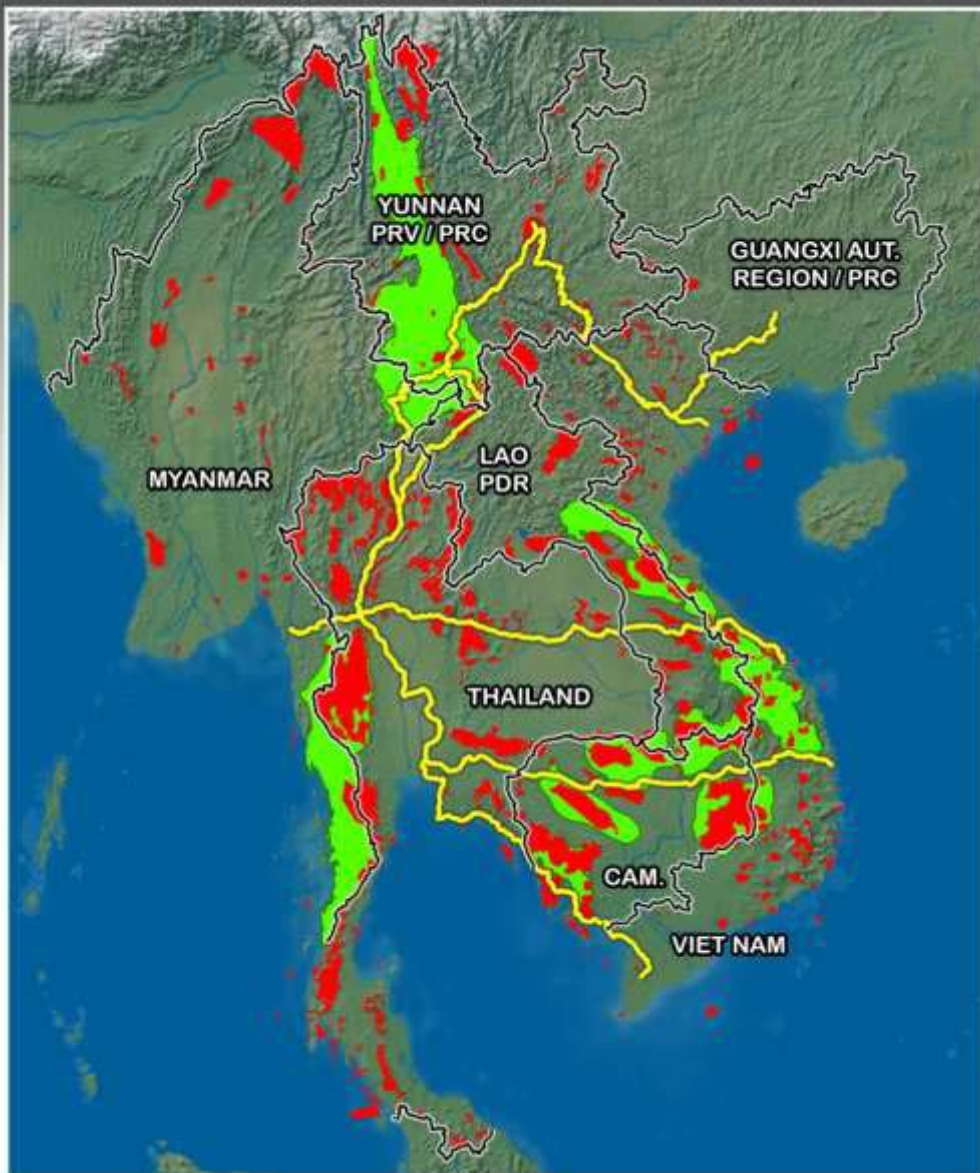 YUNNAN
PRV / PRC
GUANGXI AUT.
REGION / PRC
MYANMAR
LAO
PDR
THAILAND
CAM.
VIET NAM